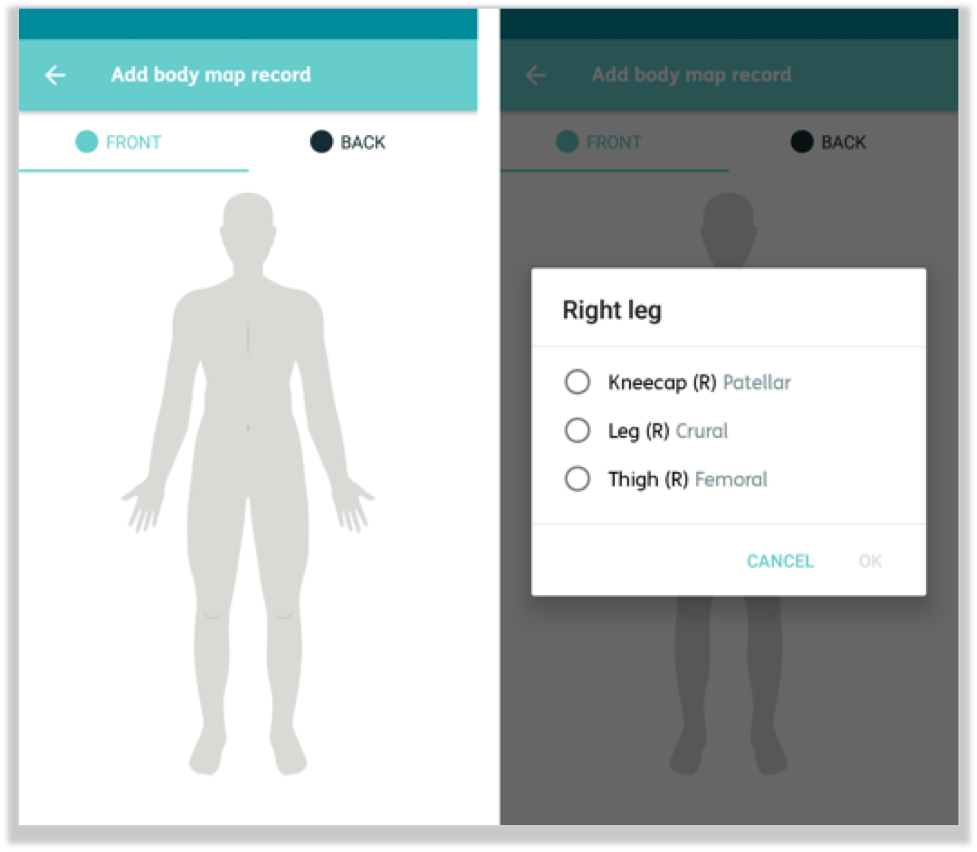 Add body map record
FRONT
BACK
Add body map record
FRONT
BACK
Right leg
Kneecap (R) Patellar
Leg (R) Crural
Thigh (R) Femoral
CANCEL
OK